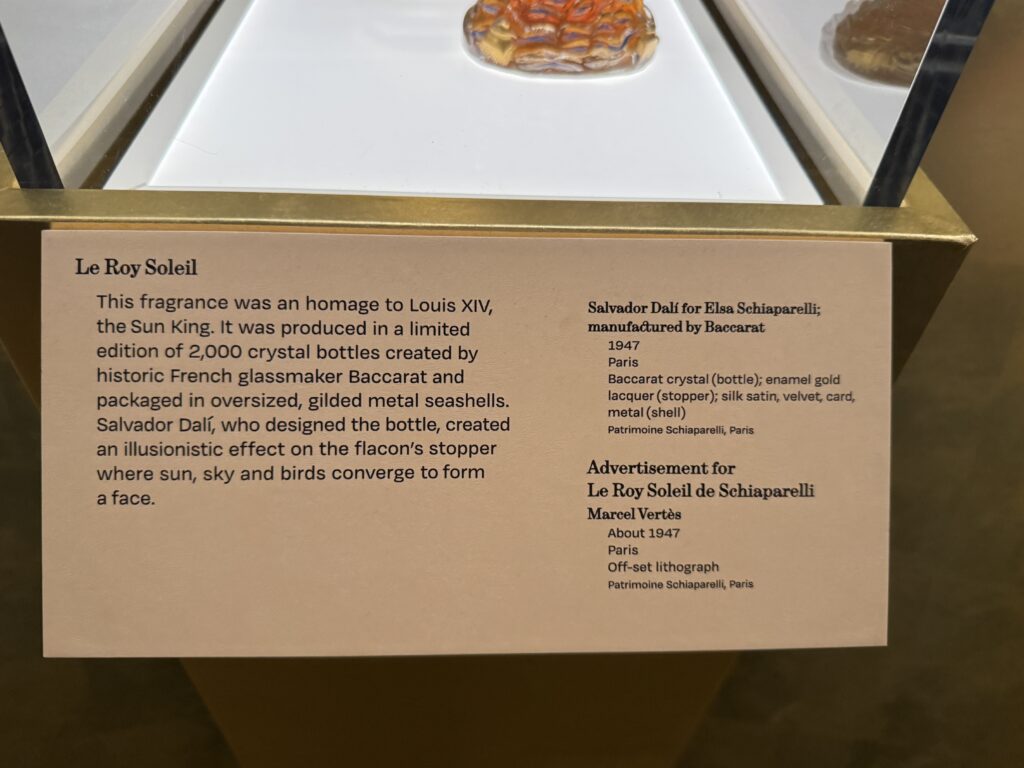 Le Roy Soleil
This fragrance was an homage to Louis XIV,
the Sun King. It was produced in a limited
edition of 2,000 crystal bottles created by
historic French glassmaker Baccarat and
packaged in oversized, gilded metal seashells.
Salvador Dalí, who designed the bottle, created
an illusionistic effect on the flacon’s stopper
where sun, sky and birds converge to form
a face.
Salvador Dalí for Elsa Schiaparelli;
manufactured by Baccarat
1947
Paris
Baccarat crystal (bottle); enamel gold
lacquer (stopper); silk satin, velvet, card,
metal (shell)
Patrimoine Schiaparelli, Paris
Advertisement for
Le Roy Soleil de Schiaparelli
Marcel Vertès
About 1947
Paris
Off-set lithograph
Patrimoine Schiaparelli, Paris